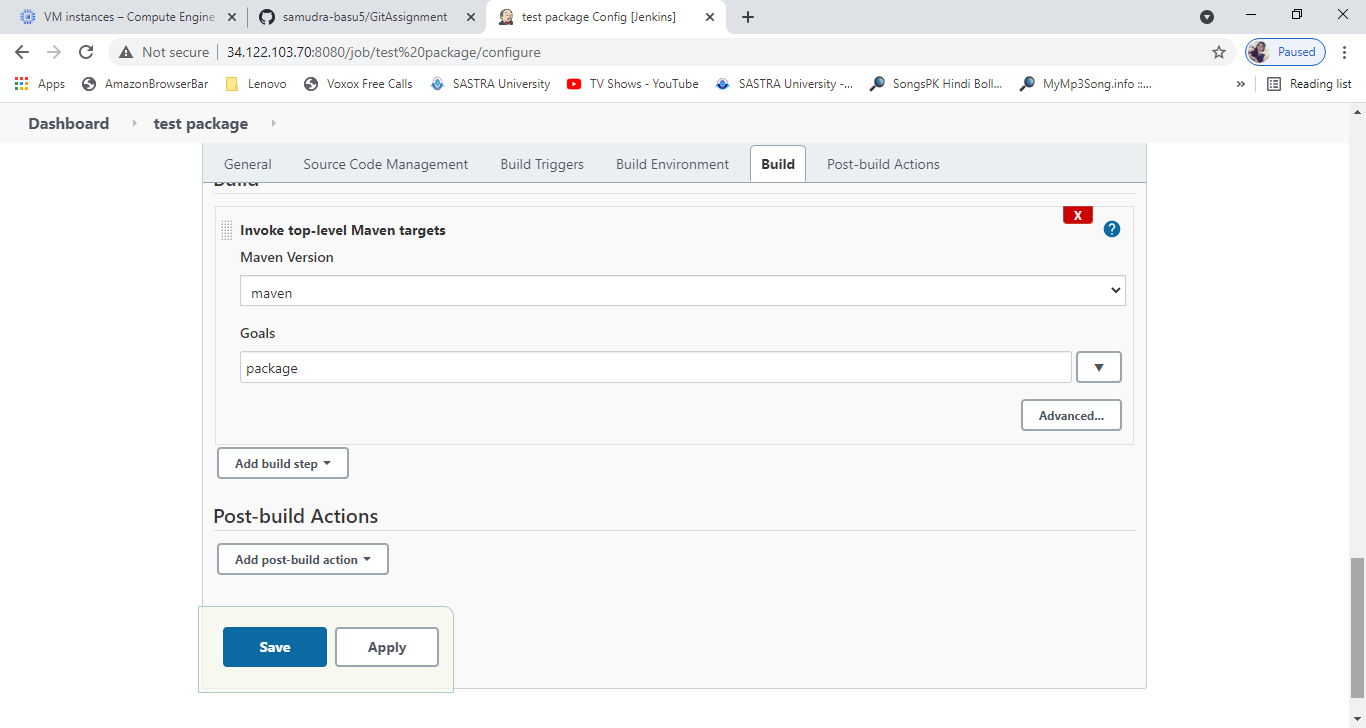 VM instances – Compute Engine
samudra-basu5/GitAssignment
test package Config [Jenkins]
Not secure
34.122.103.70:8080/job/test%20package/configure
Paused
Apps
AmazonBrowserBar
Lenovo
Voxox Free Calls
SASTRA University
TV Shows - YouTube
SASTRA University -...
SongsPK Hindi Boll...
MyMp3Song.info ::...
»
Reading list
Dashboard
test package
General
Source Code Management
Build Triggers
Build Environment
Build
Post-build Actions
Build
X
Invoke top-level Maven targets
?
Maven Version
maven
Goals
package
Advanced...
Add build step
Post-build Actions
Add post-build action
Save
Apply